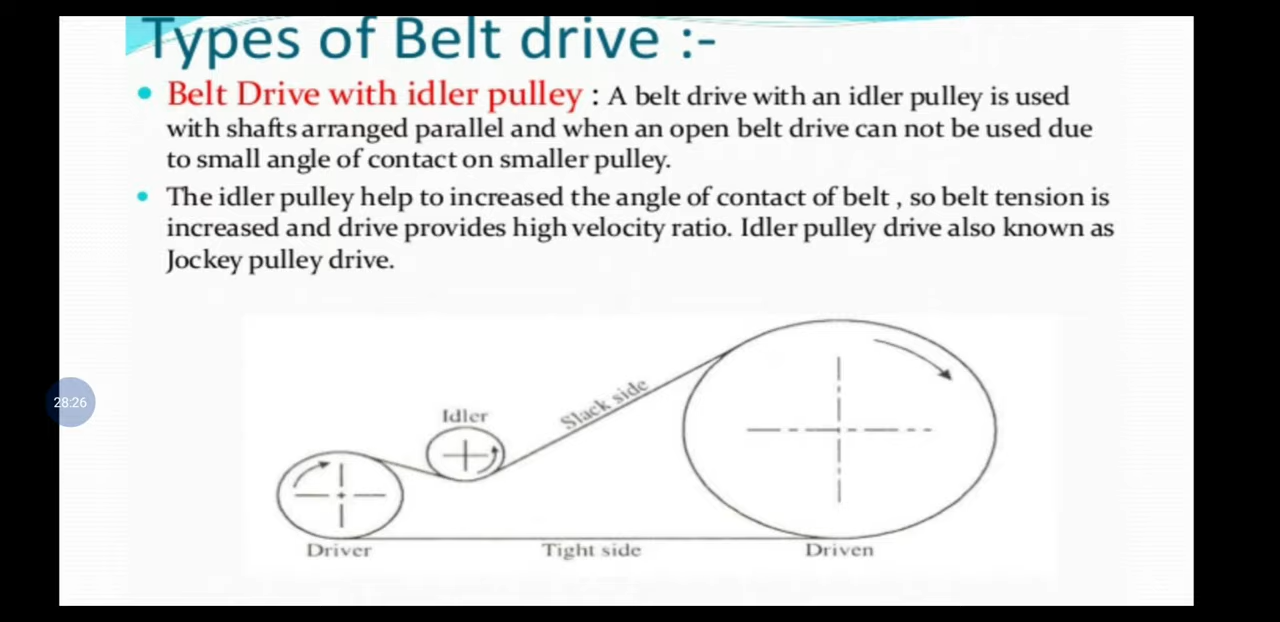 Types of Belt drive :-
Belt Drive with idler pulley : A belt drive with an idler pulley is used
with shafts arranged parallel and when an open belt drive can not be used due
to small angle of contact on smaller pulley.
The idler pulley help to increased the angle of contact of belt , so belt tension is
increased and drive provides high velocity ratio. Idler pulley drive also known as
Jockey pulley drive.
28:26
Idler
Slack side
Driver
Tight side
Driven